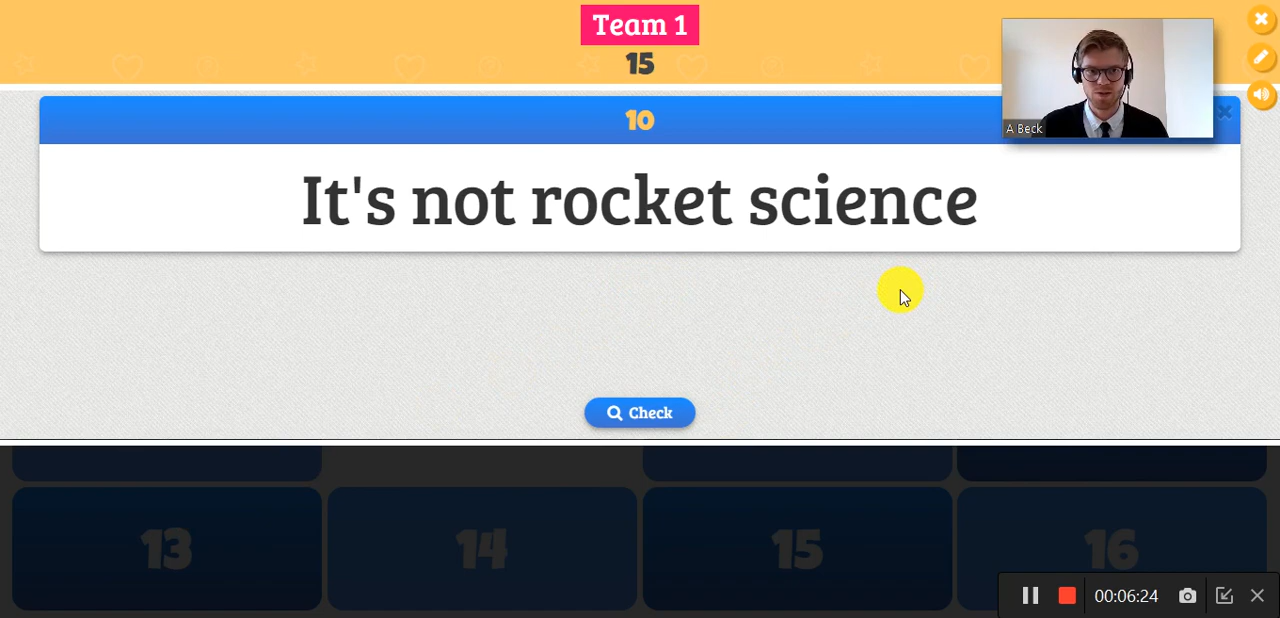 Team 1
15
10
A Beck
It's not rocket science
Check
13 14 15 16
00:06:24